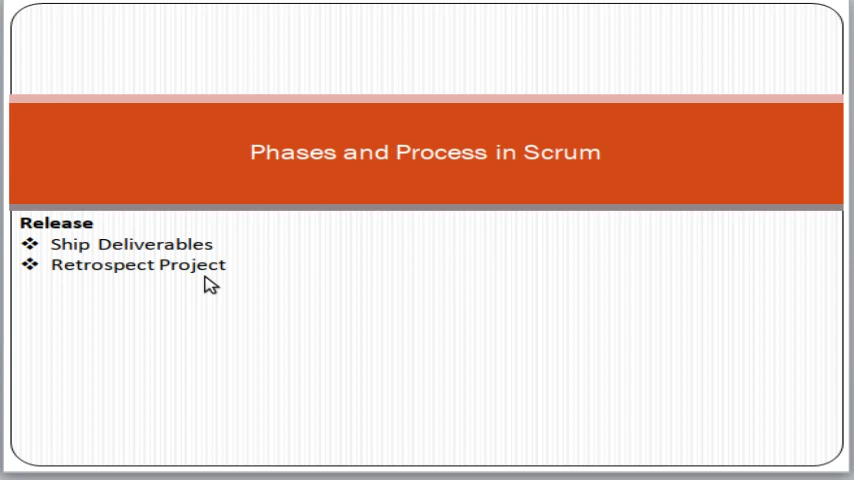 Phases and Process in Scrum
Release
❖ Ship Deliverables
❖ Retrospect Project